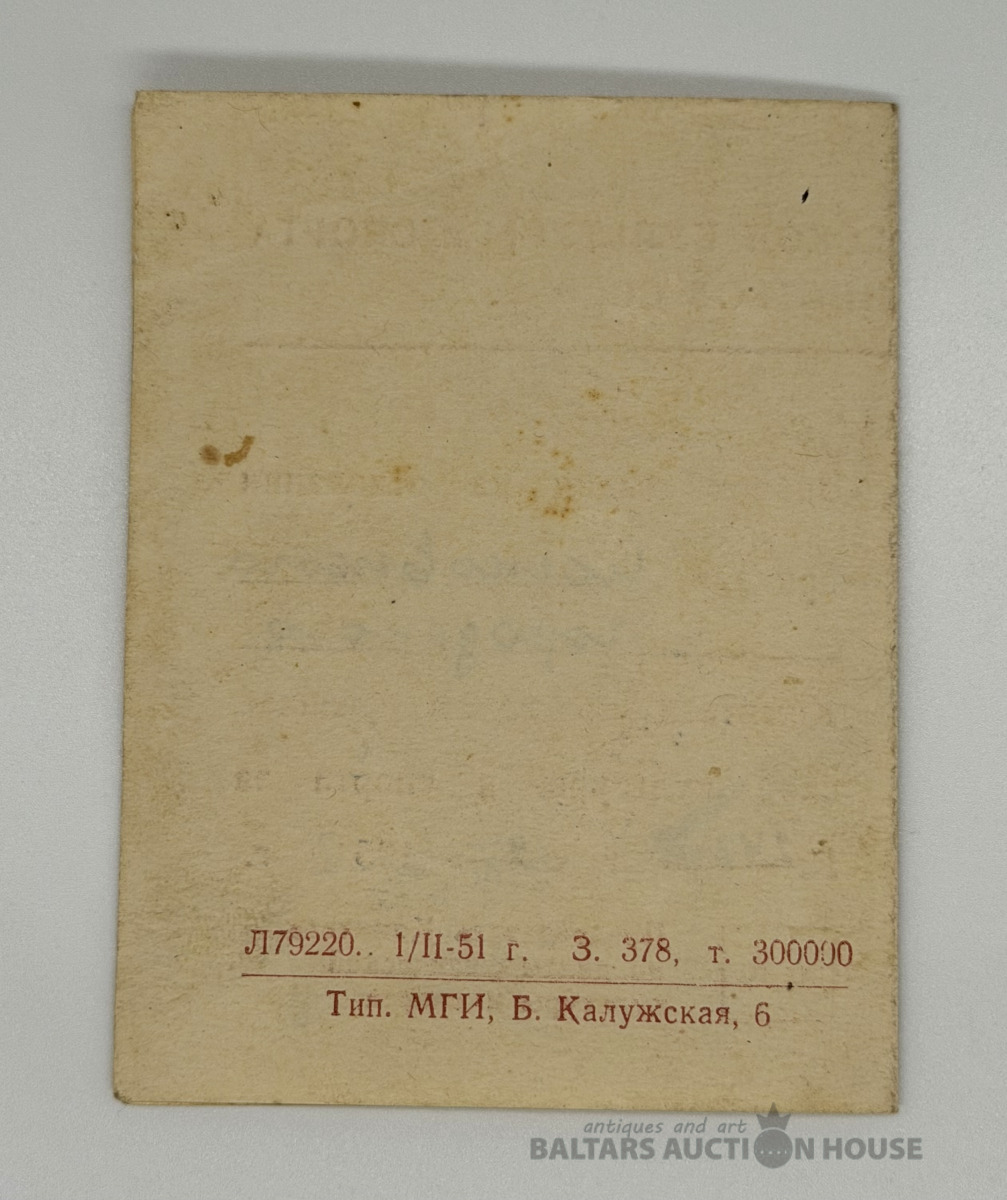 Л79220.. 1/II-51 г. З. 378, т. 300000
Тип. МГИ, Б. Калужская, 6
antiques and art
BALTARS AUCTION HOUSE